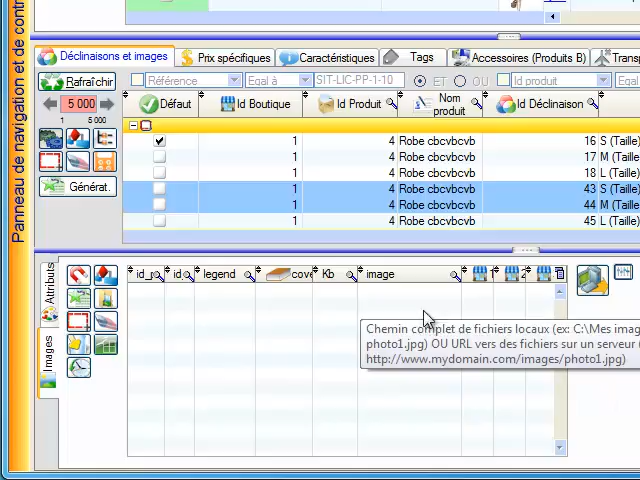 Panneau de navigation et de contr
Déclinaisons et images
Prix spécifiques
Caractéristiques
Tags
Accessoires (Produits B)
Transp
Rafraîchir
Référence
Egal à
SIT-LIC-PP-1-10
ET
OU
Id produit
Egal
5 000
1 5 000
Générat.
Défaut
Id Boutique
Id Produit
Nom produit
Id Déclinaison
1 4 Robe cbcvbcvb 16 S (Taille)
1 4 Robe cbcvbcvb 17 M (Taille
1 4 Robe cbcvbcvb 18 L (Taille)
1 4 Robe cbcvbcvb 43 S (Taille)
1 4 Robe cbcvbcvb 44 M (Taille
1 4 Robe cbcvbcvb 45 L (Taille)
Attributs
Images
id_p
id
legend
cove
Kb
image
1
2
Chemin complet de fichiers locaux (ex: C:\Mes imag
photo1.jpg) OU URL vers des fichiers sur un serveur (
http://www.mydomain.com/images/photo1.jpg)